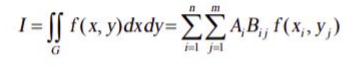 I = ∬_G f(x, y)dxdy = ∑_{i=1}^{n} ∑_{j=1}^{m} A_i B_{ij} f(x_i, y_j)